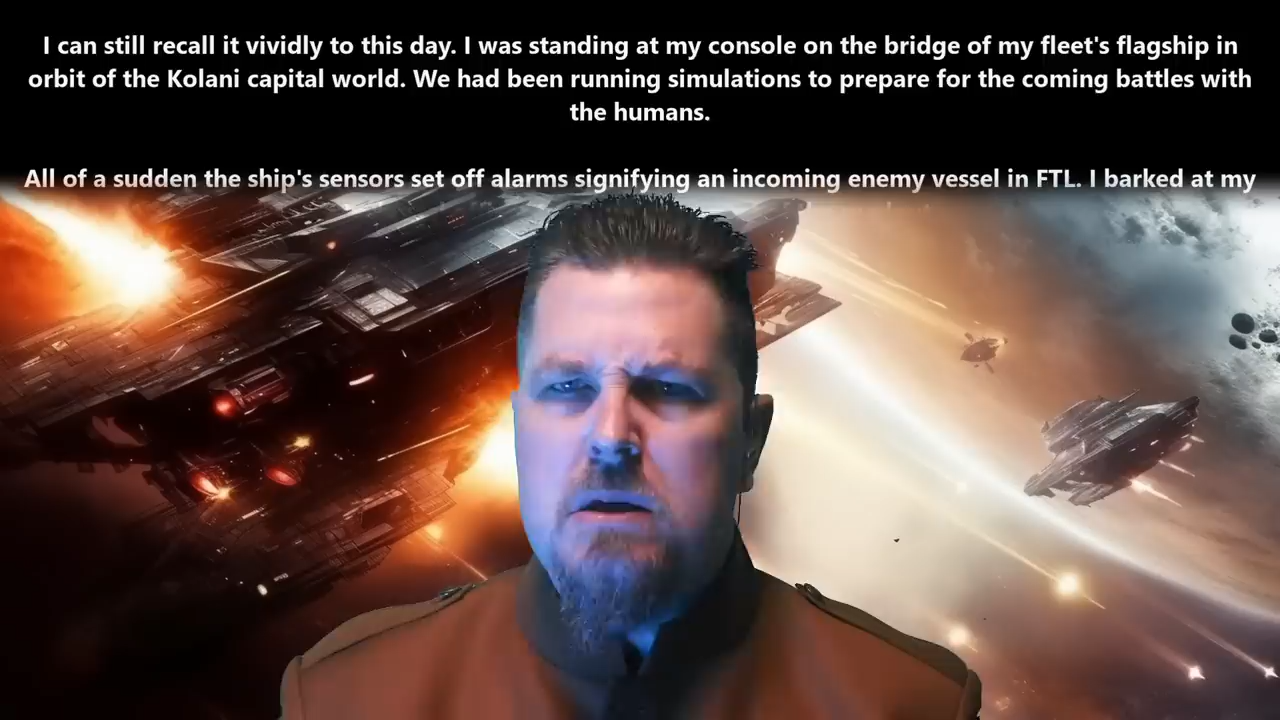 I can still recall it vividly to this day. I was standing at my console on the bridge of my fleet's flagship in
orbit of the Kolani capital world. We had been running simulations to prepare for the coming battles with
the humans.
All of a sudden the ship's sensors set off alarms signifying an incoming enemy vessel in FTL. I barked at my